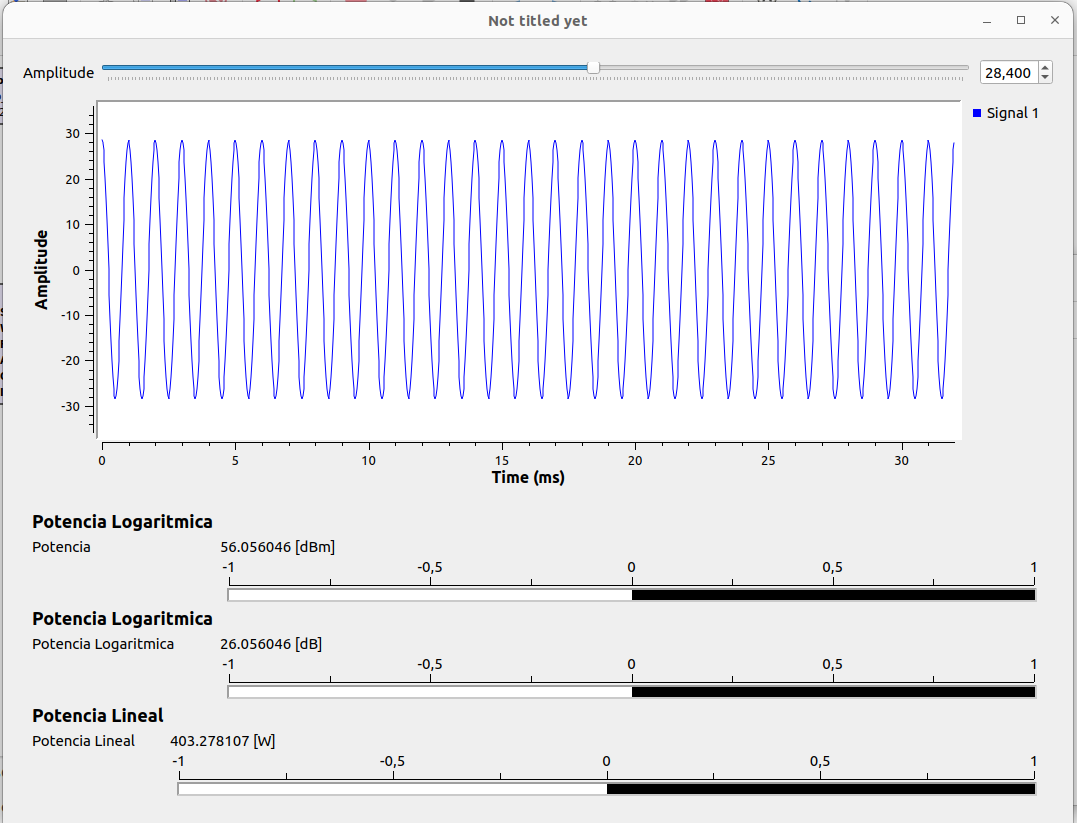 Not titled yet
Amplitude 28,400
Signal 1
30
20
10
0
-10
-20
-30
Amplitude
0 5 10 15 20 25 30
Time (ms)
Potencia Logaritmica
Potencia 56.056046 [dBm]
-1 -0,5 0 0,5 1
Potencia Logaritmica
Potencia Logaritmica 26.056046 [dB]
-1 -0,5 0 0,5 1
Potencia Lineal
Potencia Lineal 403.278107 [W]
-1 -0,5 0 0,5 1